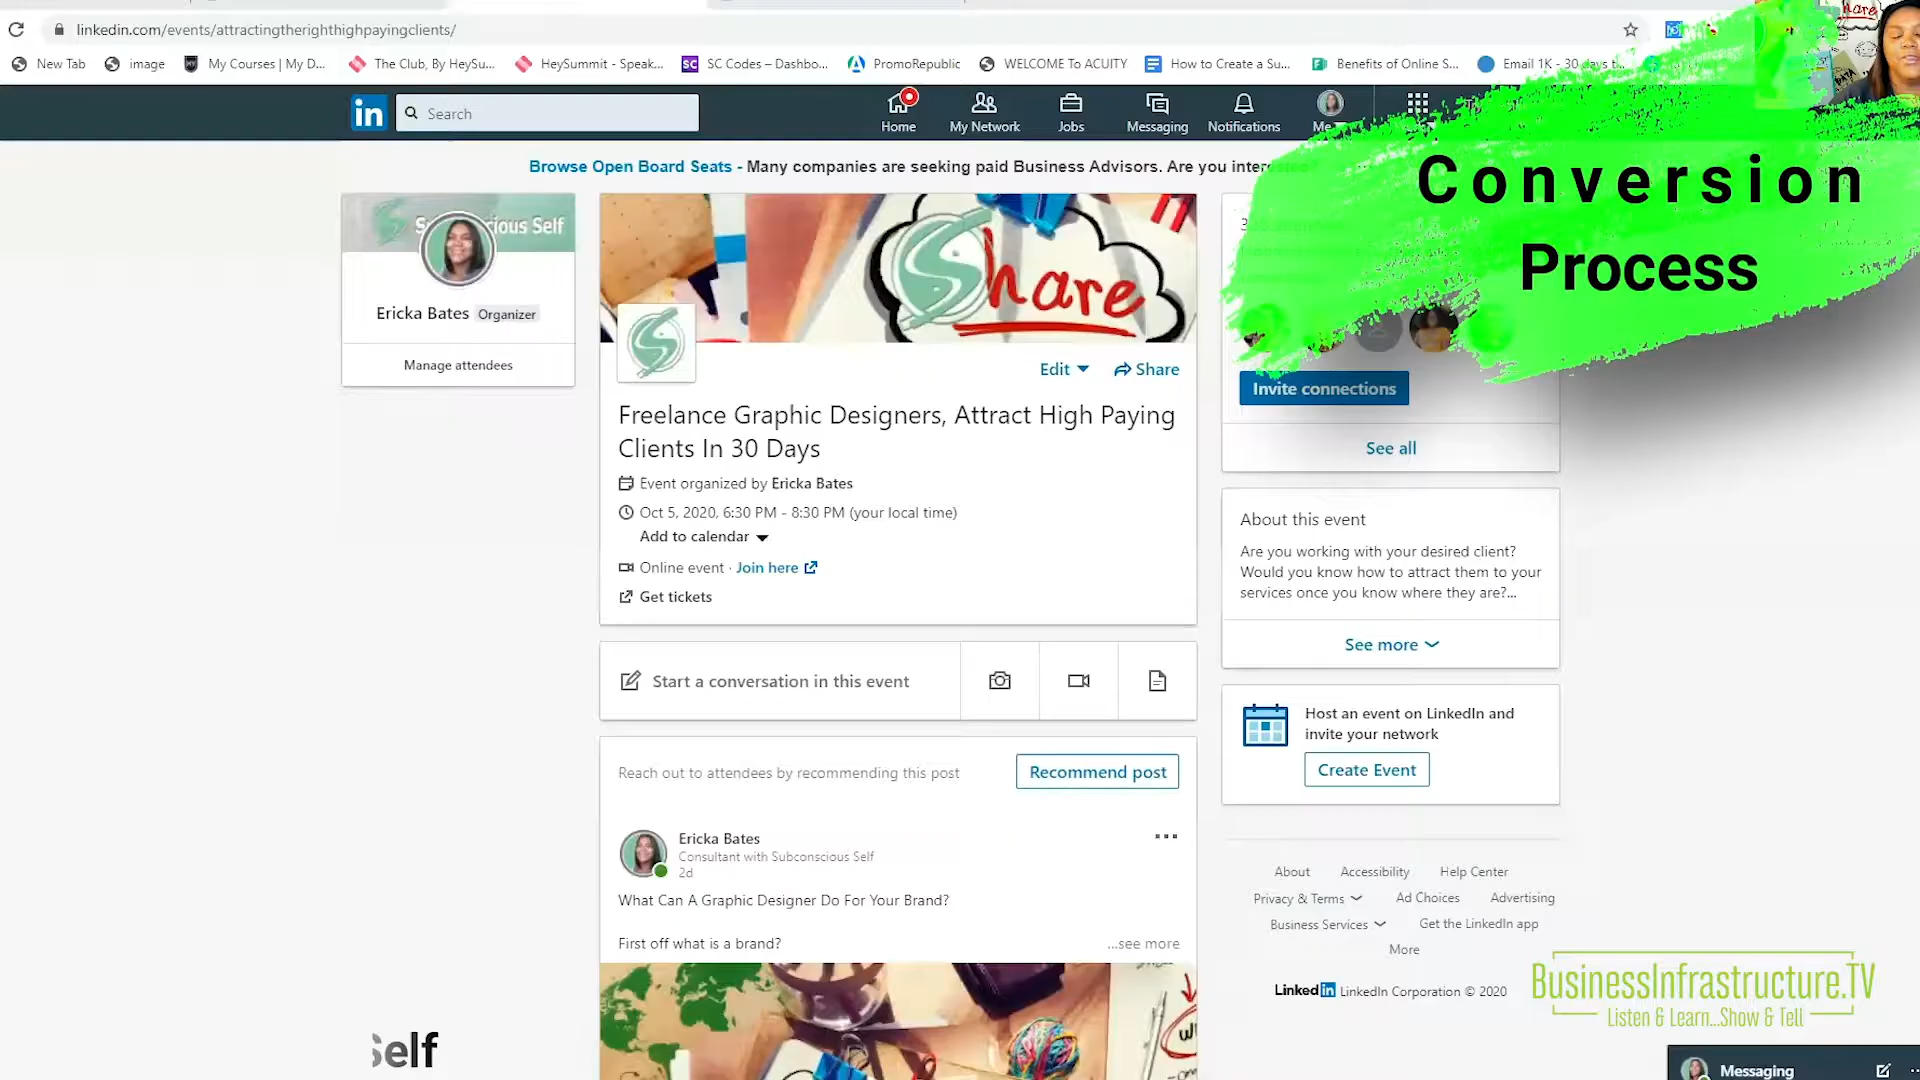 linkedin.com/events/attractingtherighthighpayingclients/
New Tab image My Courses | My D... The Club, By HeySu... HeySummit - Speak... SC Codes – Dashbo... PromoRepublic WELCOME To ACUITY How to Create a Su... Benefits of Online S... Email 1K - 30 days t...
in Search Home My Network Jobs Messaging Notifications Me
Browse Open Board Seats - Many companies are seeking paid Business Advisors. Are you
Conversion
Process
Share
Ericka Bates Organizer
Manage attendees
Edit Share
Freelance Graphic Designers, Attract High Paying
Clients In 30 Days
Event organized by Ericka Bates
Oct 5, 2020, 6:30 PM - 8:30 PM (your local time)
Add to calendar
Online event · Join here
Get tickets
Start a conversation in this event
Reach out to attendees by recommending this post Recommend post
Ericka Bates
Consultant with Subconscious Self
2d
What Can A Graphic Designer Do For Your Brand?
First off what is a brand?
...see more
Invite connections
See all
About this event
Are you working with your desired client?
Would you know how to attract them to your
services once you know where they are?...
See more
Host an event on LinkedIn and
invite your network
Create Event
About Accessibility Help Center
Privacy & Terms Ad Choices Advertising
Business Services Get the LinkedIn app
More
Linked in LinkedIn Corporation © 2020
BusinessInfrastructure.TV
Listen & Learn...Show & Tell
Self
Messaging